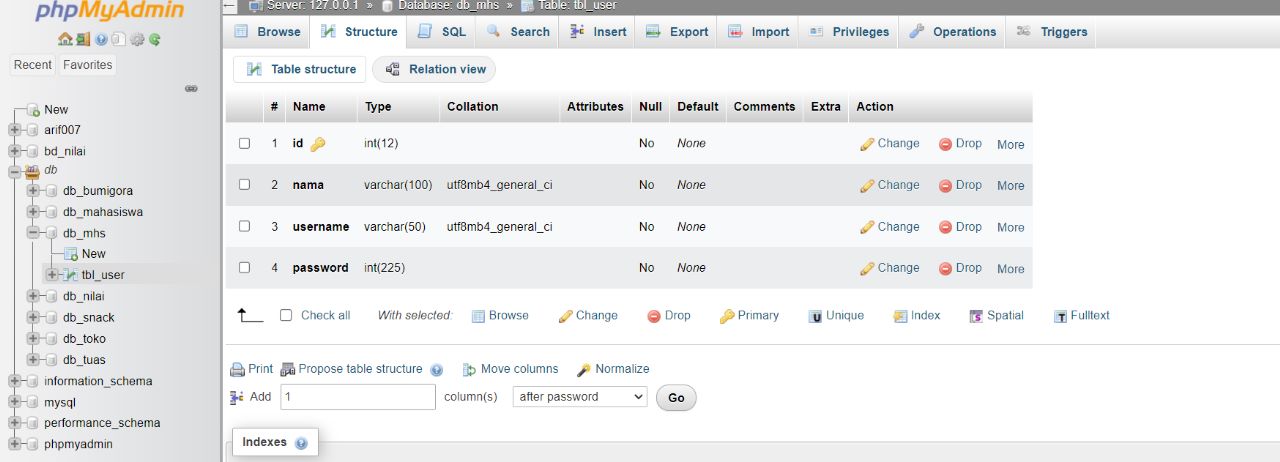 phpMyAdmin
Recent Favorites
New
arif007
bd_nilai
db
db_bumigora
db_mahasiswa
db_mhs
New
tbl_user
db_nilai
db_snack
db_toko
db_tuas
information_schema
mysql
performance_schema
phpmyadmin
Server: 127.0.0.1 » Database: db_mhs » Table: tbl_user
Browse Structure SQL Search Insert Export Import Privileges Operations Triggers
Table structure Relation view
# Name Type Collation Attributes Null Default Comments Extra Action
1 id int(12) No None Change Drop More
2 nama varchar(100) utf8mb4_general_ci No None Change Drop More
3 username varchar(50) utf8mb4_general_ci No None Change Drop More
4 password int(225) No None Change Drop More
Check all With selected: Browse Change Drop Primary Unique Index Spatial Fulltext
Print Propose table structure Move columns Normalize
Add 1 column(s) after password Go
Indexes